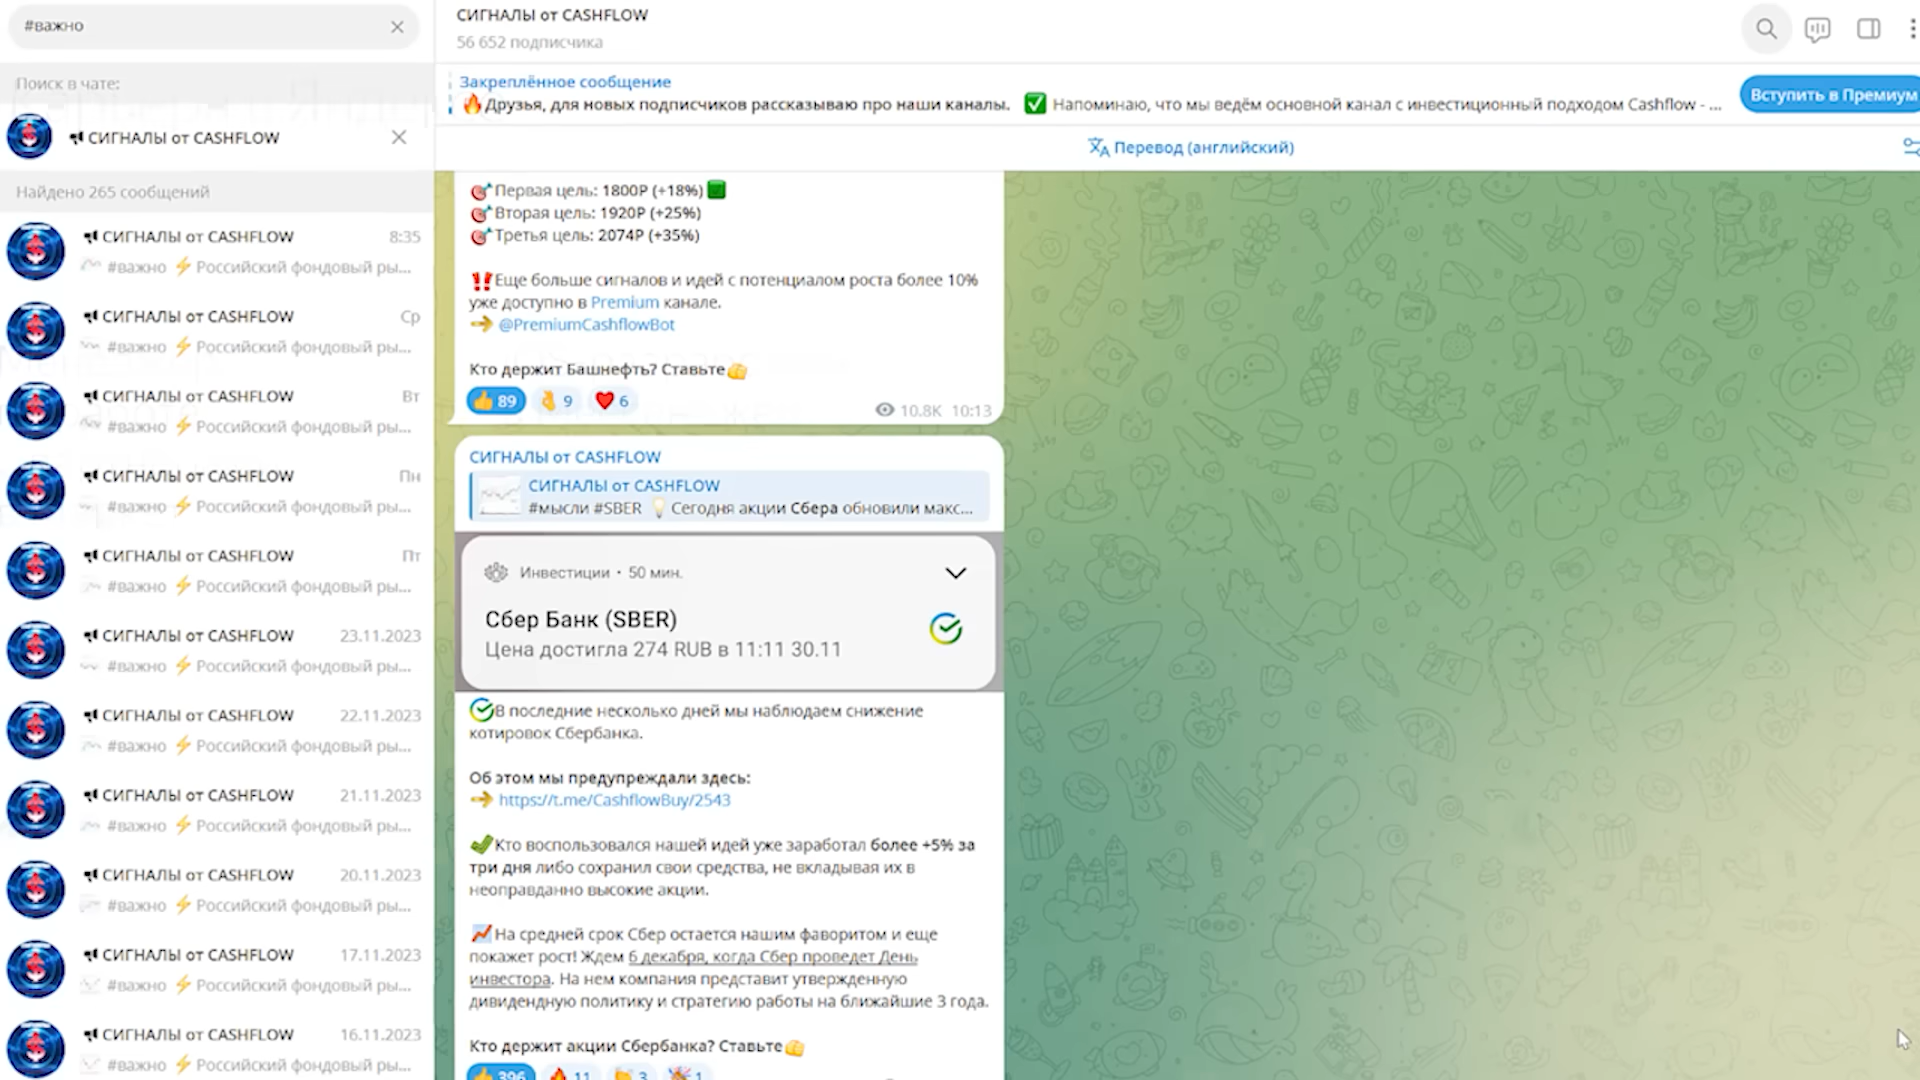 #важно
Поиск в чате:
СИГНАЛЫ от CASHFLOW
Найдено 265 сообщений
СИГНАЛЫ от CASHFLOW 8:35
#важно ⚡ Российский фондовый ры...
СИГНАЛЫ от CASHFLOW Ср
#важно ⚡ Российский фондовый ры...
СИГНАЛЫ от CASHFLOW Вт
#важно ⚡ Российский фондовый ры...
СИГНАЛЫ от CASHFLOW Пн
#важно ⚡ Российский фондовый ры...
СИГНАЛЫ от CASHFLOW Пт
#важно ⚡ Российский фондовый ры...
СИГНАЛЫ от CASHFLOW 23.11.2023
#важно ⚡ Российский фондовый ры...
СИГНАЛЫ от CASHFLOW 22.11.2023
#важно ⚡ Российский фондовый ры...
СИГНАЛЫ от CASHFLOW 21.11.2023
#важно ⚡ Российский фондовый ры...
СИГНАЛЫ от CASHFLOW 20.11.2023
#важно ⚡ Российский фондовый ры...
СИГНАЛЫ от CASHFLOW 17.11.2023
#важно ⚡ Российский фондовый ры...
СИГНАЛЫ от CASHFLOW 16.11.2023
#важно ⚡ Российский фондовый ры...
СИГНАЛЫ от CASHFLOW
56 652 подписчика
Закреплённое сообщение
🔥Друзья, для новых подписчиков рассказываю про наши каналы. ✅ Напоминаю, что мы ведём основной канал с инвестиционный подходом Cashflow - ...
Вступить в Премиум
Перевод (английский)
🎯Первая цель: 1800Р (+18%)🟩
🎯Вторая цель: 1920Р (+25%)
🎯Третья цель: 2074Р (+35%)
‼️Еще больше сигналов и идей с потенциалом роста более 10%
уже доступно в Premium канале.
➡️ @PremiumCashflowBot
Кто держит Башнефть? Ставьте👍
👍 89 👌 9 ❤️ 6
10.8K 10:13
СИГНАЛЫ от CASHFLOW
СИГНАЛЫ от CASHFLOW
#мысли #SBER 💡 Сегодня акции Сбера обновили макс...
Инвестиции • 50 мин.
Сбер Банк (SBER)
Цена достигла 274 RUB в 11:11 30.11
В последние несколько дней мы наблюдаем снижение
котировок Сбербанка.
Об этом мы предупреждали здесь:
➡️ https://t.me/CashflowBuy/2543
Кто воспользовался нашей идей уже заработал более +5% за
три дня либо сохранил свои средства, не вкладывая их в
неоправданно высокие акции.
📈На средней срок Сбер остается нашим фаворитом и еще
покажет рост! Ждем 6 декабря, когда Сбер проведет День
инвестора. На нем компания представит утвержденную
дивидендную политику и стратегию работы на ближайшие 3 года.
Кто держит акции Сбербанка? Ставьте👍
👍 396 🔥 11 👏 3 🎉 1